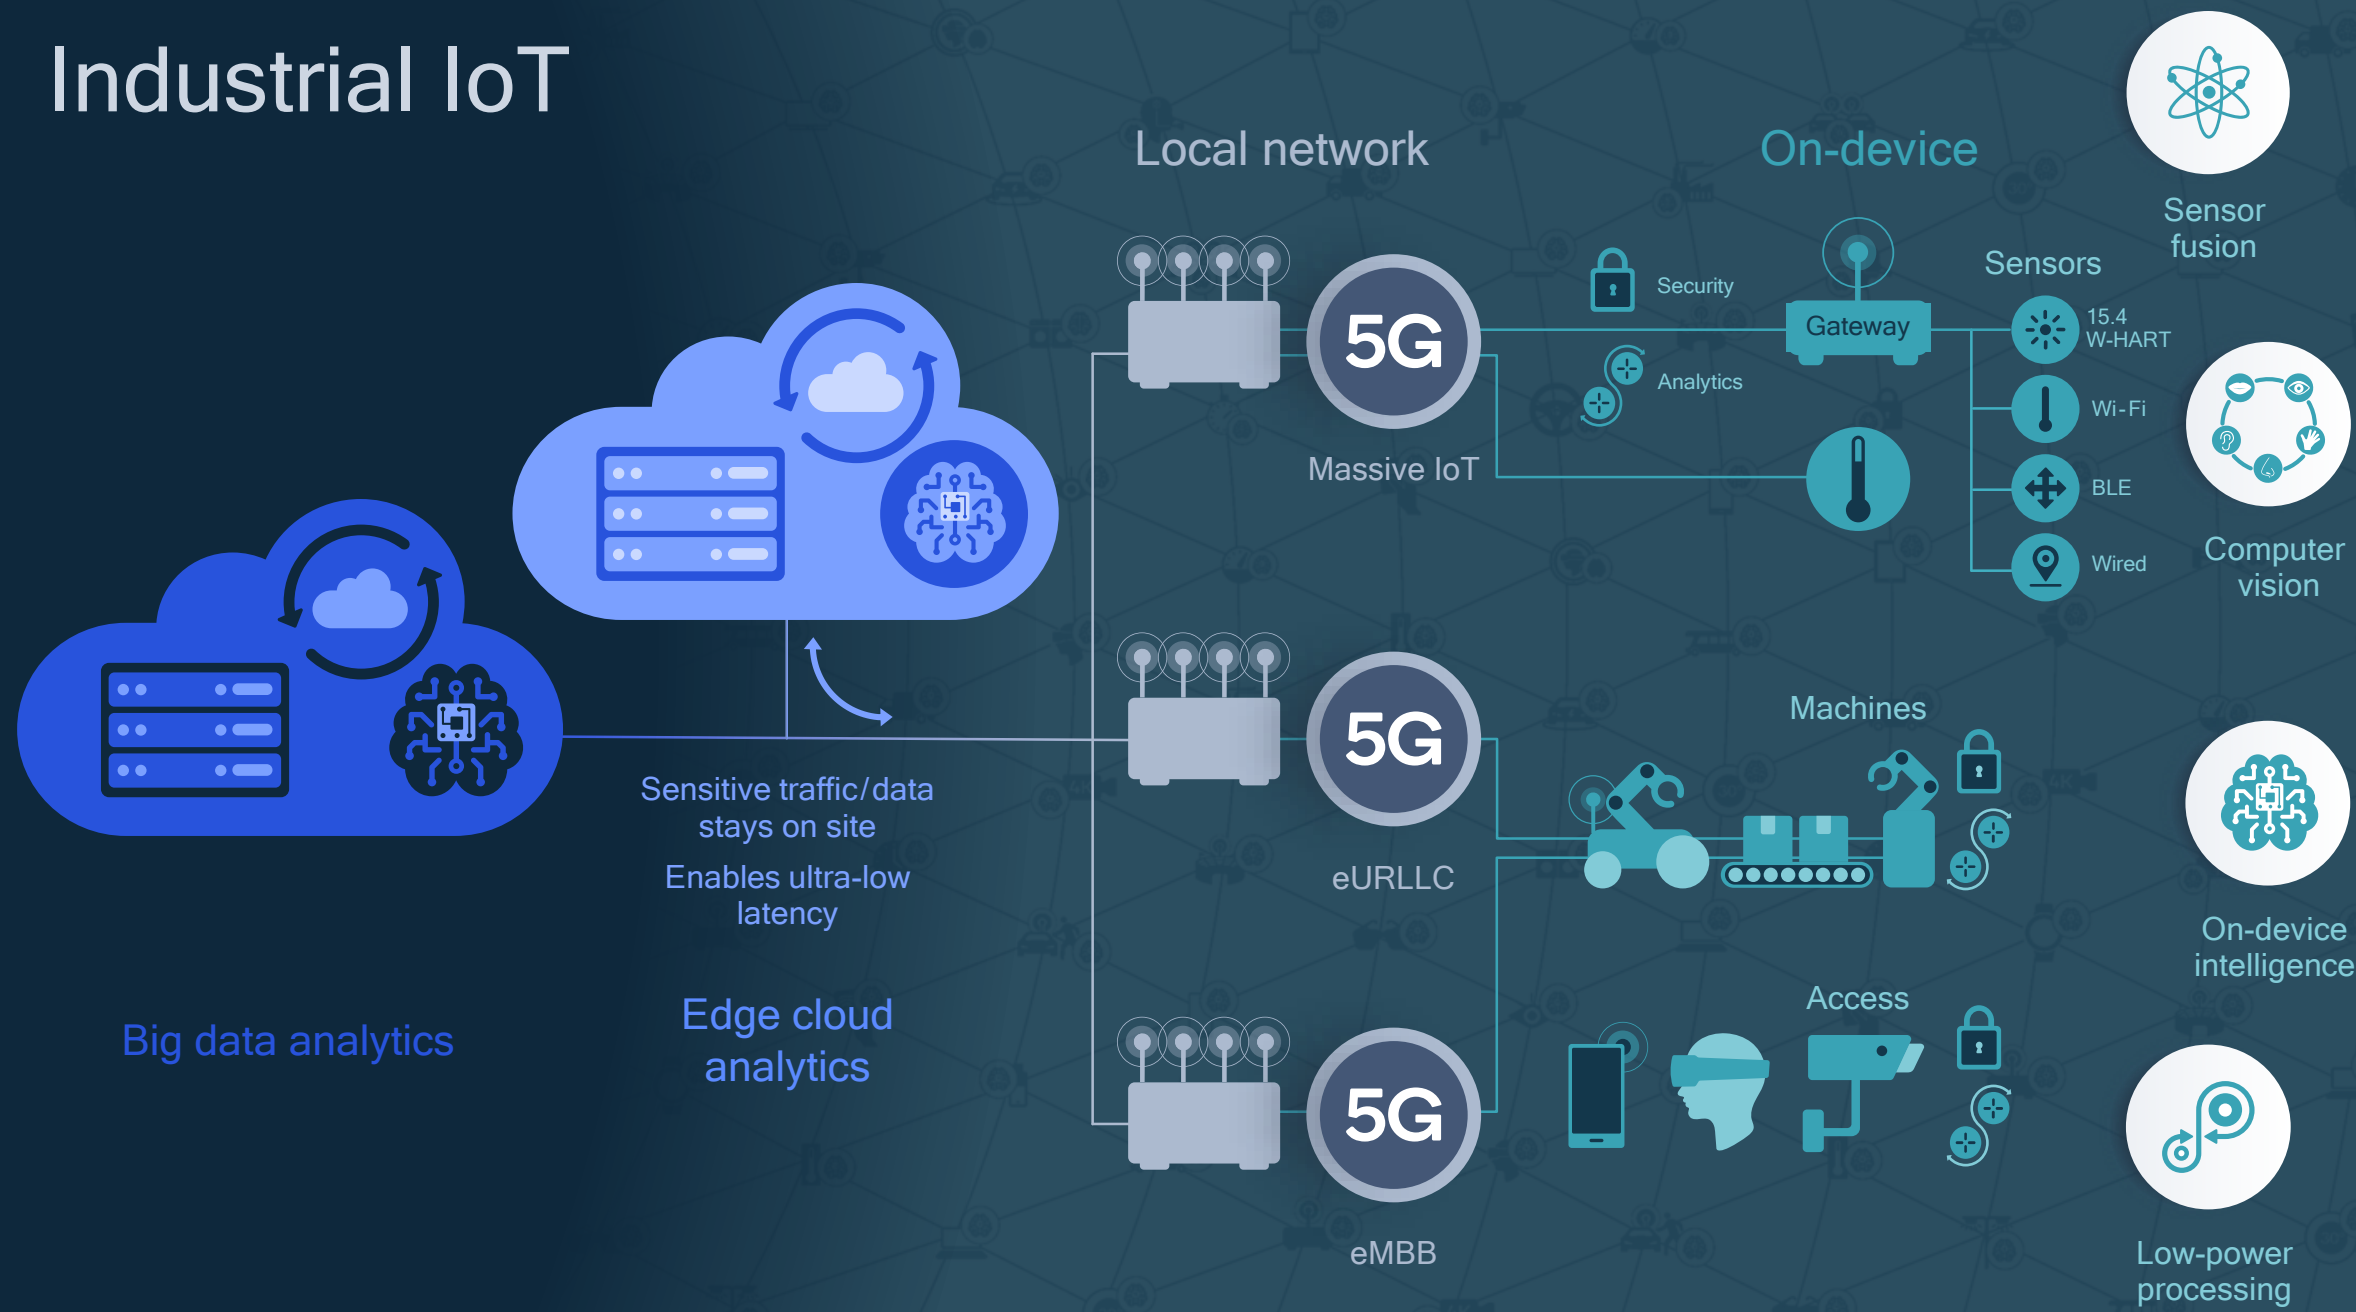 Industrial IoT
Big data analytics
Sensitive traffic/data
stays on site
Enables ultra-low
latency
Edge cloud
analytics
Local network
5G
Massive IoT
5G
eURLLC
5G
eMBB
On-device
Security
Analytics
Gateway
Sensors
15.4
W-HART
Wi-Fi
BLE
Wired
Machines
Access
Sensor
fusion
Computer
vision
On-device
intelligence
Low-power
processing